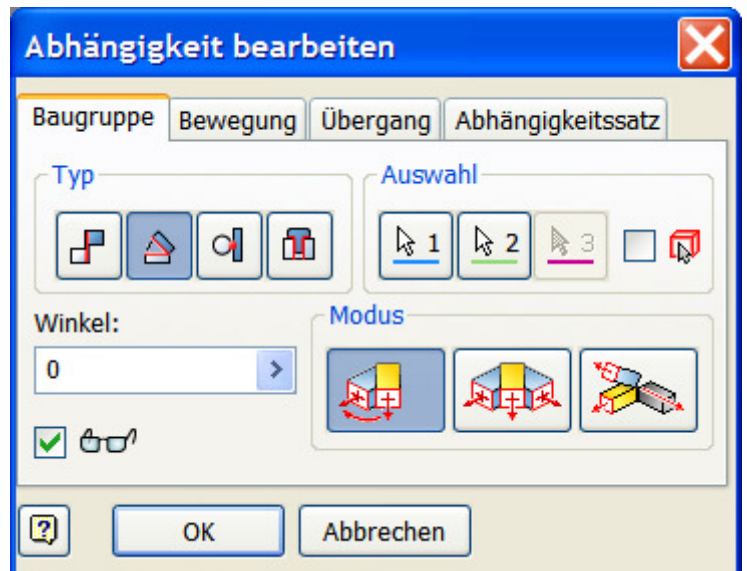 Abhängigkeit bearbeiten
Baugruppe Bewegung Übergang Abhängigkeitssatz
Typ Auswahl
1 2 3
Winkel: Modus
0
?
OK Abbrechen